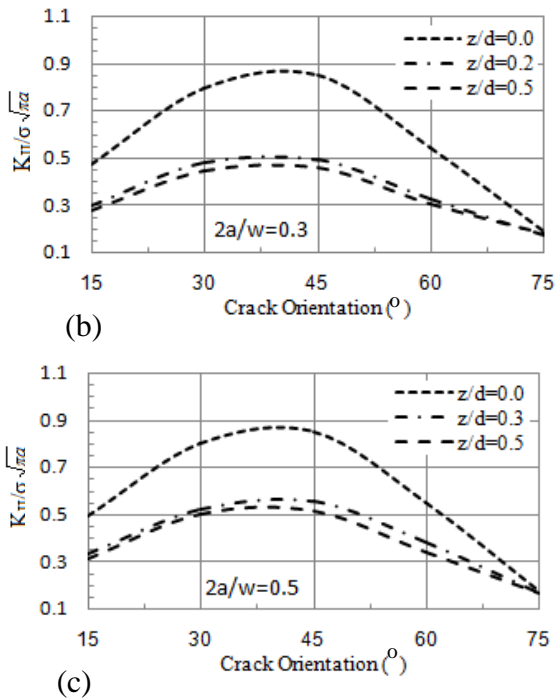 1.1
z/d=0.0
z/d=0.2
z/d=0.5
0.9
0.7
0.5
0.3
0.1
K_II/σ√πa
2a/w=0.3
15 30 45 60 75
Crack Orientation (°)
(b)
1.1
z/d=0.0
z/d=0.3
z/d=0.5
0.9
0.7
0.5
0.3
0.1
K_II/σ√πa
2a/w=0.5
15 30 45 60 75
Crack Orientation (°)
(c)